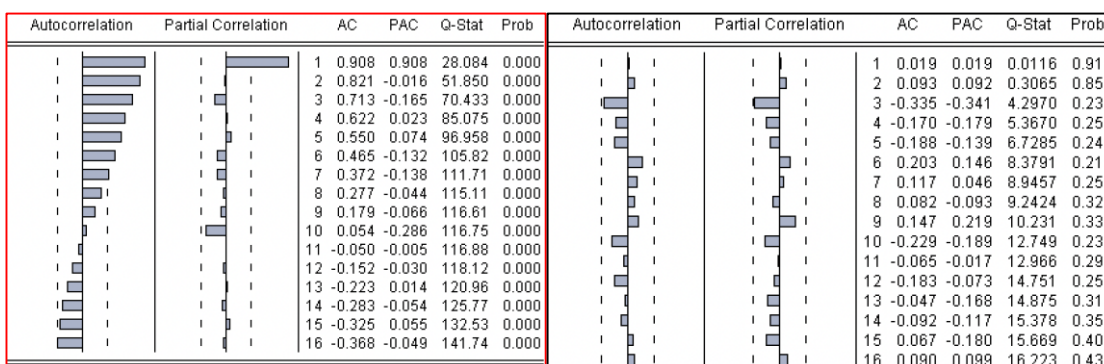 Autocorrelation Partial Correlation AC PAC Q-Stat Prob
1 0.908 0.908 28.084 0.000
2 0.821 -0.016 51.850 0.000
3 0.713 -0.165 70.433 0.000
4 0.622 0.023 85.075 0.000
5 0.550 0.074 96.958 0.000
6 0.465 -0.132 105.82 0.000
7 0.372 -0.138 111.71 0.000
8 0.277 -0.044 115.11 0.000
9 0.179 -0.066 116.61 0.000
10 0.054 -0.286 116.75 0.000
11 -0.050 -0.005 116.88 0.000
12 -0.152 -0.030 118.12 0.000
13 -0.223 0.014 120.96 0.000
14 -0.283 -0.054 125.77 0.000
15 -0.325 0.055 132.53 0.000
16 -0.368 -0.049 141.74 0.000
Autocorrelation Partial Correlation AC PAC Q-Stat Prob
1 0.019 0.019 0.0116 0.91
2 0.093 0.092 0.3065 0.85
3 -0.335 -0.341 4.2970 0.23
4 -0.170 -0.179 5.3670 0.25
5 -0.188 -0.139 6.7285 0.24
6 0.203 0.146 8.3791 0.21
7 0.117 0.046 8.9457 0.25
8 0.082 -0.093 9.2424 0.32
9 0.147 0.219 10.231 0.33
10 -0.229 -0.189 12.749 0.23
11 -0.065 -0.017 12.966 0.29
12 -0.183 -0.073 14.751 0.25
13 -0.047 -0.168 14.875 0.31
14 -0.092 -0.117 15.378 0.35
15 0.067 -0.180 15.669 0.40
16 0.090 0.099 16.223 0.43